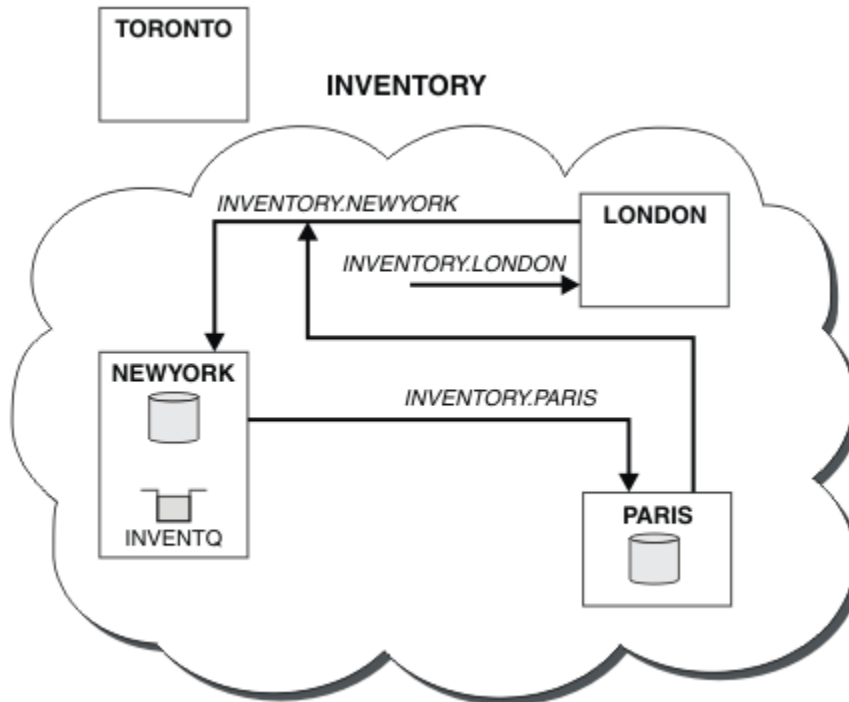 TORONTO
INVENTORY
INVENTORY.NEWYORK
LONDON
INVENTORY.LONDON
NEWYORK
INVENTORY.PARIS
INVENTQ
PARIS